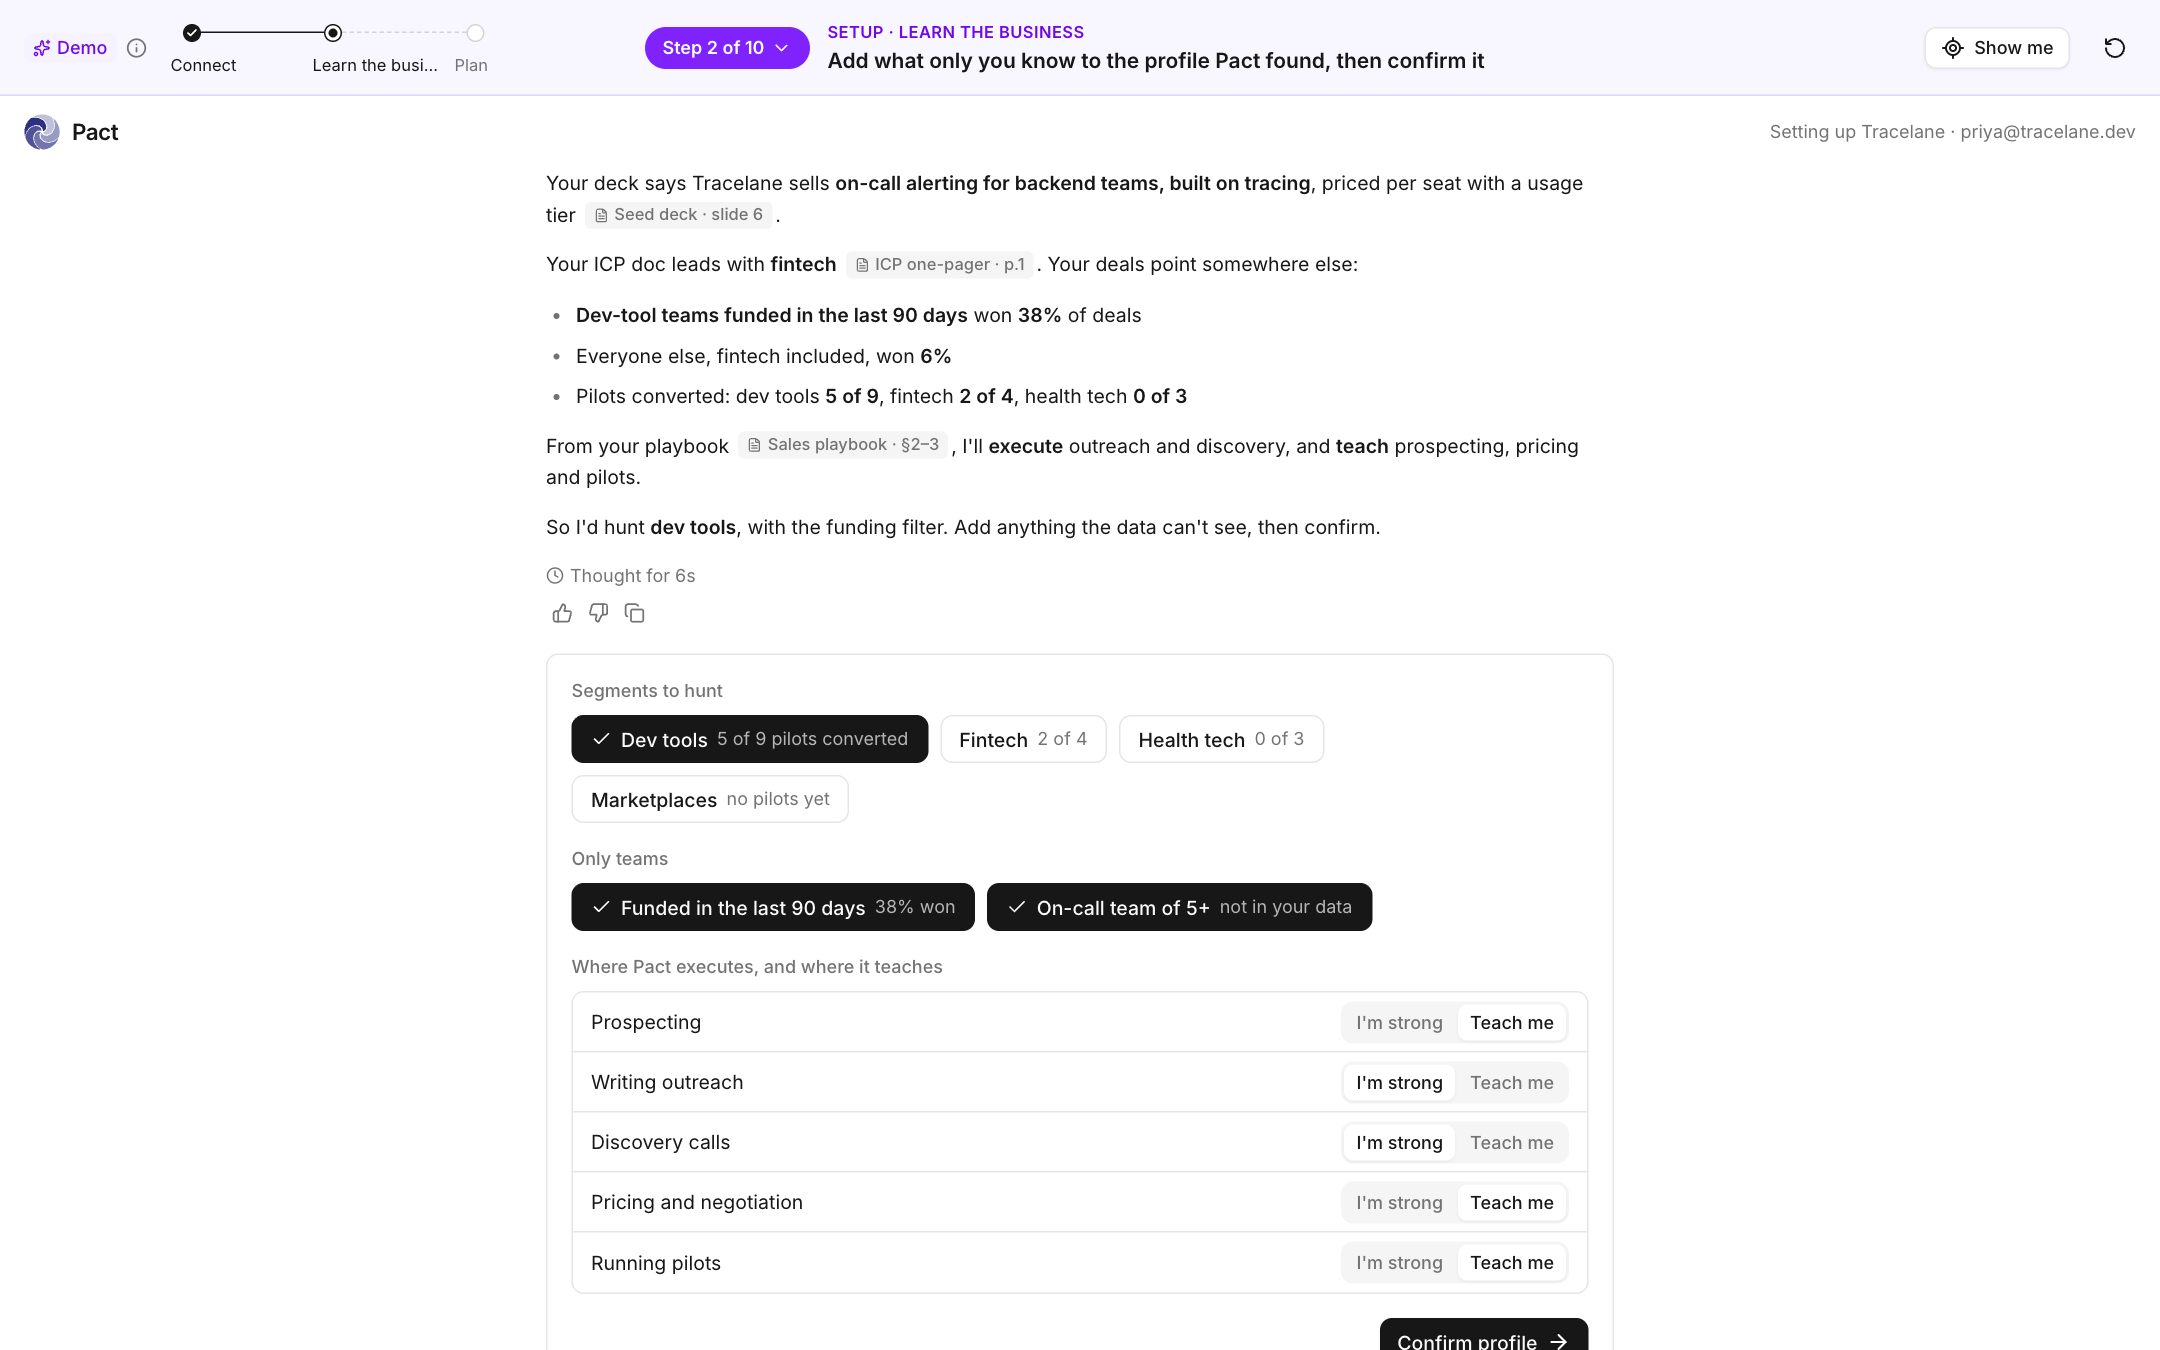 Demo
Connect
Learn the busi...
Plan
Step 2 of 10
SETUP · LEARN THE BUSINESS
Add what only you know to the profile Pact found, then confirm it
Show me
Pact
Setting up Tracelane · priya@tracelane.dev
Your deck says Tracelane sells on-call alerting for backend teams, built on tracing, priced per seat with a usage
tier Seed deck · slide 6 .
Your ICP doc leads with fintech ICP one-pager · p.1 . Your deals point somewhere else:
• Dev-tool teams funded in the last 90 days won 38% of deals
• Everyone else, fintech included, won 6%
• Pilots converted: dev tools 5 of 9, fintech 2 of 4, health tech 0 of 3
From your playbook Sales playbook · §2–3 , I'll execute outreach and discovery, and teach prospecting, pricing
and pilots.
So I'd hunt dev tools, with the funding filter. Add anything the data can't see, then confirm.
Thought for 6s
Segments to hunt
Dev tools 5 of 9 pilots converted
Fintech 2 of 4
Health tech 0 of 3
Marketplaces no pilots yet
Only teams
Funded in the last 90 days 38% won
On-call team of 5+ not in your data
Where Pact executes, and where it teaches
Prospecting I'm strong Teach me
Writing outreach I'm strong Teach me
Discovery calls I'm strong Teach me
Pricing and negotiation I'm strong Teach me
Running pilots I'm strong Teach me
Confirm profile